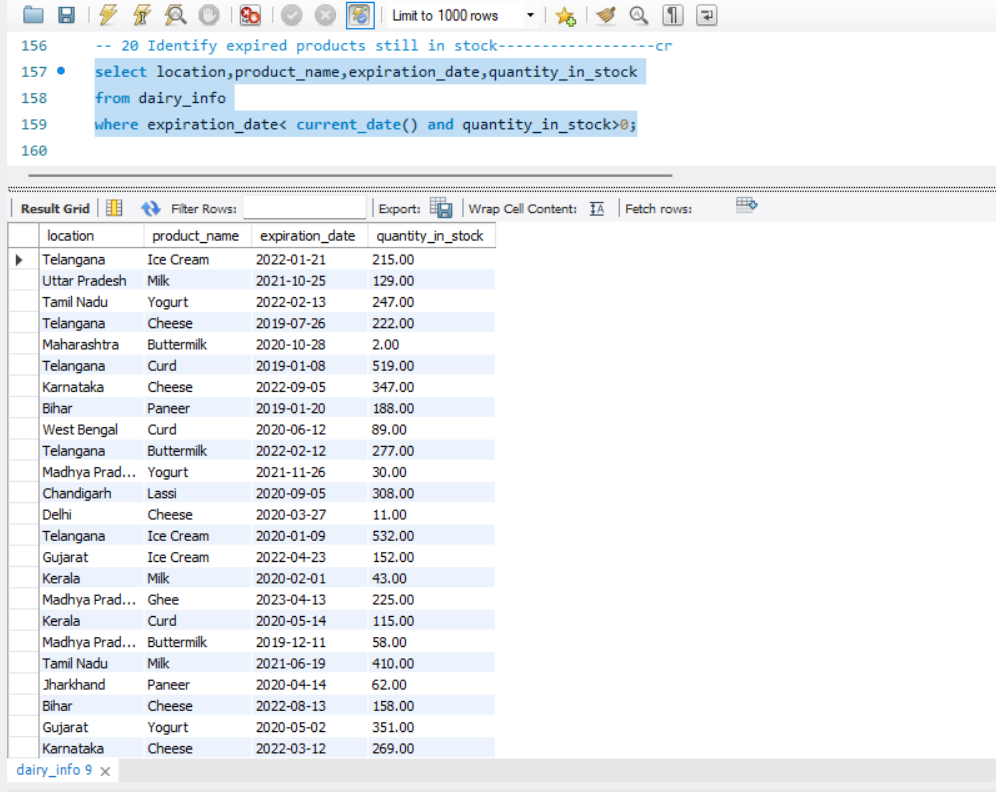 Limit to 1000 rows
156 -- 20 Identify expired products still in stock------------------cr
157 select location,product_name,expiration_date,quantity_in_stock
158 from dairy_info
159 where expiration_date< current_date() and quantity_in_stock>0;
160
Result Grid Filter Rows: Export: Wrap Cell Content: Fetch rows:
location product_name expiration_date quantity_in_stock
Telangana Ice Cream 2022-01-21 215.00
Uttar Pradesh Milk 2021-10-25 129.00
Tamil Nadu Yogurt 2022-02-13 247.00
Telangana Cheese 2019-07-26 222.00
Maharashtra Buttermilk 2020-10-28 2.00
Telangana Curd 2019-01-08 519.00
Karnataka Cheese 2022-09-05 347.00
Bihar Paneer 2019-01-20 188.00
West Bengal Curd 2020-06-12 89.00
Telangana Buttermilk 2022-02-12 277.00
Madhya Prad... Yogurt 2021-11-26 30.00
Chandigarh Lassi 2020-09-05 308.00
Delhi Cheese 2020-03-27 11.00
Telangana Ice Cream 2020-01-09 532.00
Gujarat Ice Cream 2022-04-23 152.00
Kerala Milk 2020-02-01 43.00
Madhya Prad... Ghee 2023-04-13 225.00
Kerala Curd 2020-05-14 115.00
Madhya Prad... Buttermilk 2019-12-11 58.00
Tamil Nadu Milk 2021-06-19 410.00
Jharkhand Paneer 2020-04-14 62.00
Bihar Cheese 2022-08-13 158.00
Gujarat Yogurt 2020-05-02 351.00
Karnataka Cheese 2022-03-12 269.00
dairy_info 9